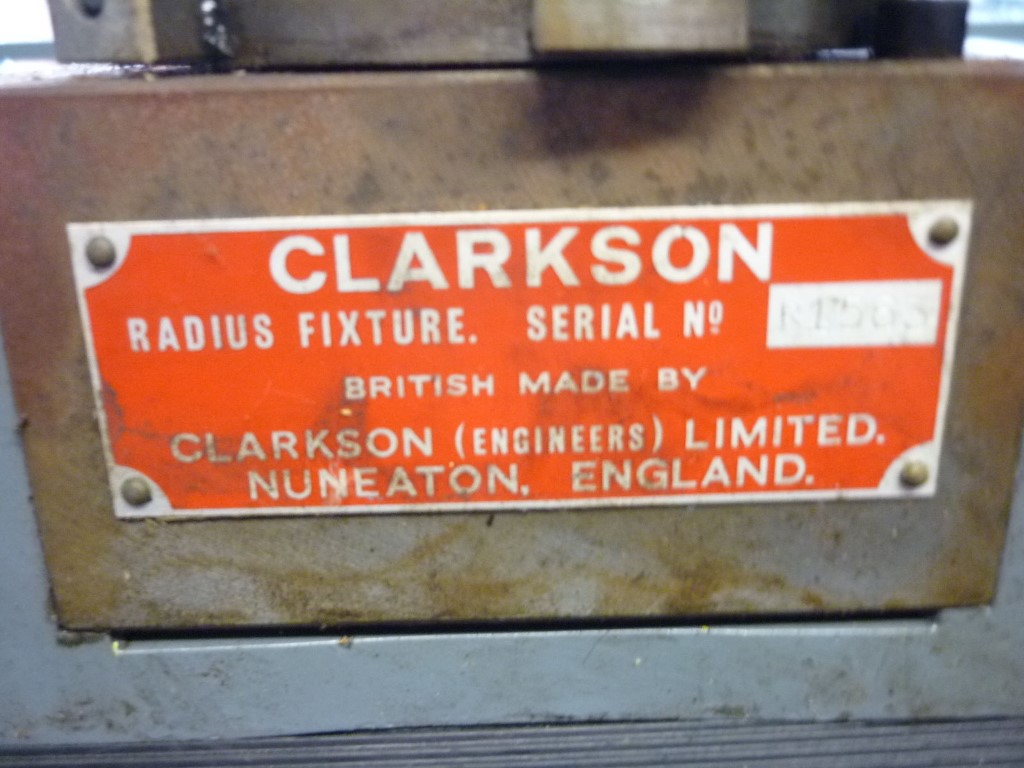 CLARKSON
RADIUS FIXTURE. SERIAL Nº
BRITISH MADE BY
CLARKSON (ENGINEERS) LIMITED.
NUNEATON, ENGLAND.